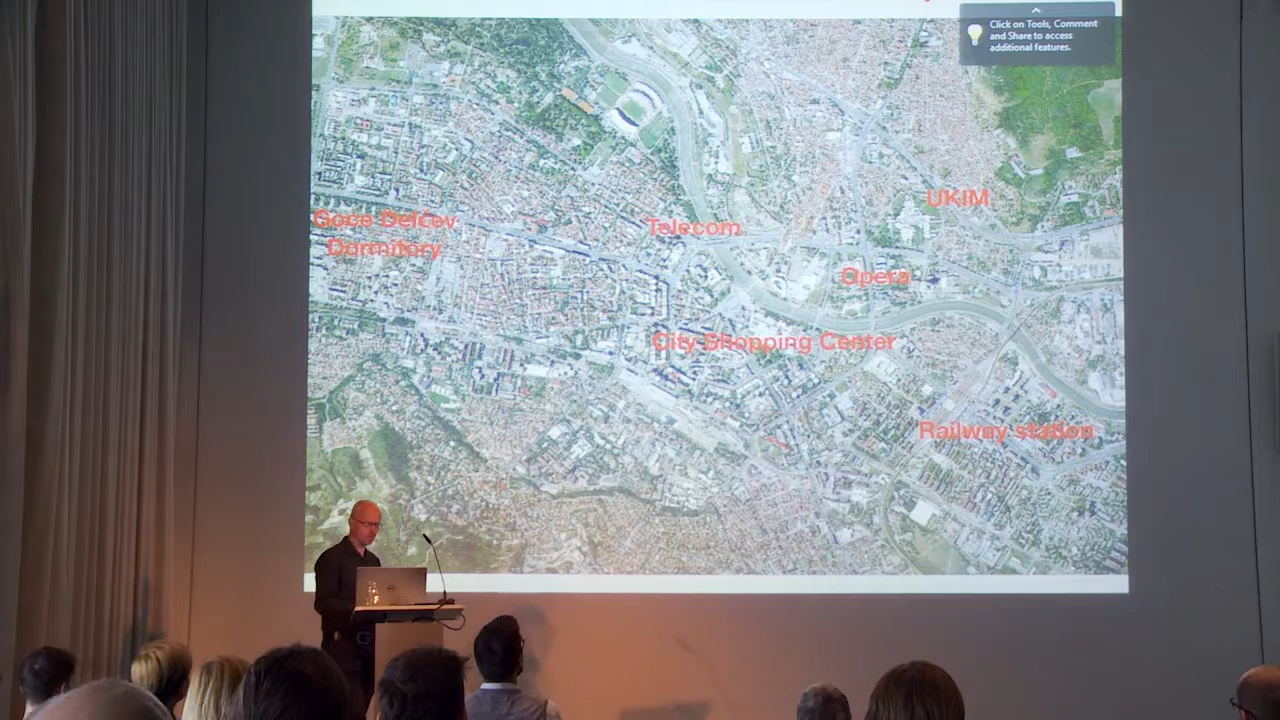 Click on Tools, Comment
and Share to access
additional features.
UKIM
Goce Delčev
Dormitory
Telecom
Opera
City Shopping Center
Railway station